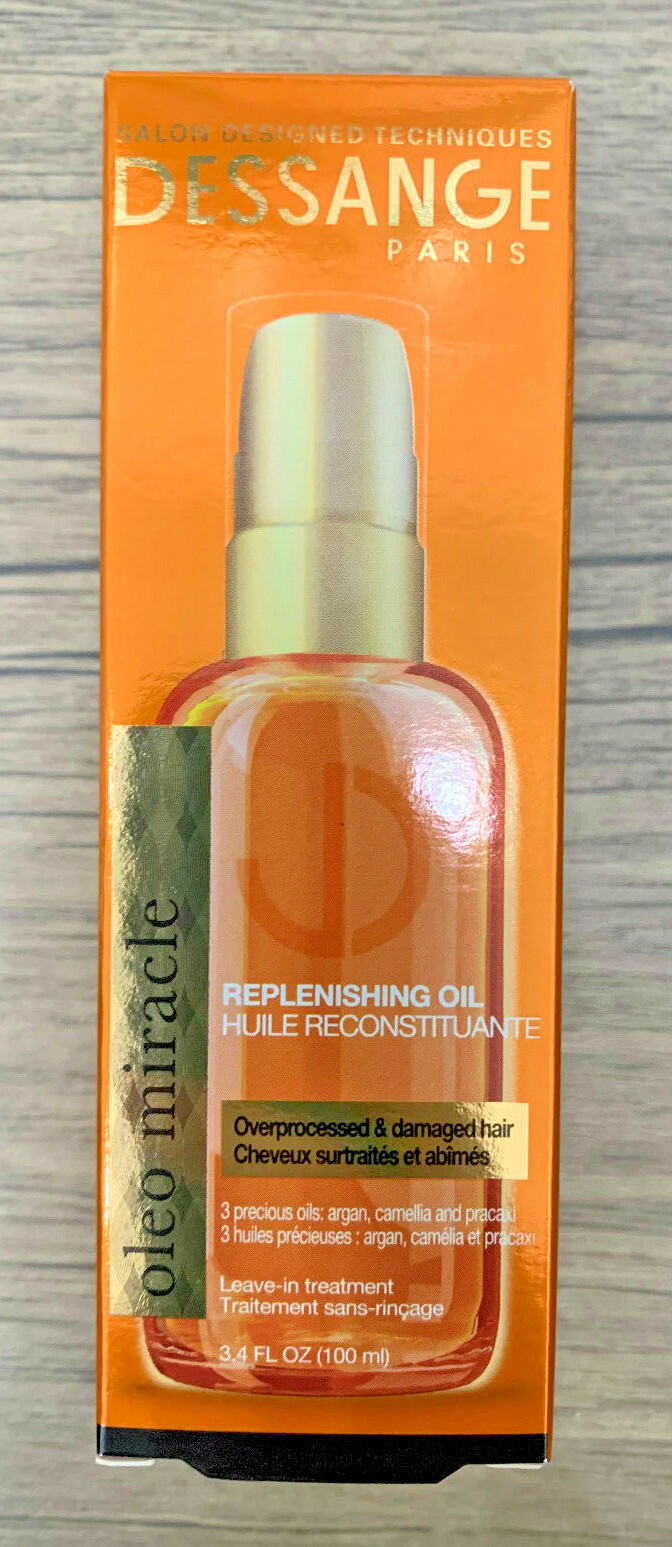 SALON DESIGNED TECHNIQUES
DESSANGE
PARIS
oleo miracle
REPLENISHING OIL
HUILE RECONSTITUANTE
Overprocessed & damaged hair
Cheveux surtraités et abîmés
3 precious oils: argan, camellia and pracaxi
3 huiles précieuses : argan, camélia et pracaxi
Leave-in treatment
Traitement sans-rinçage
3.4 FL OZ (100 ml)